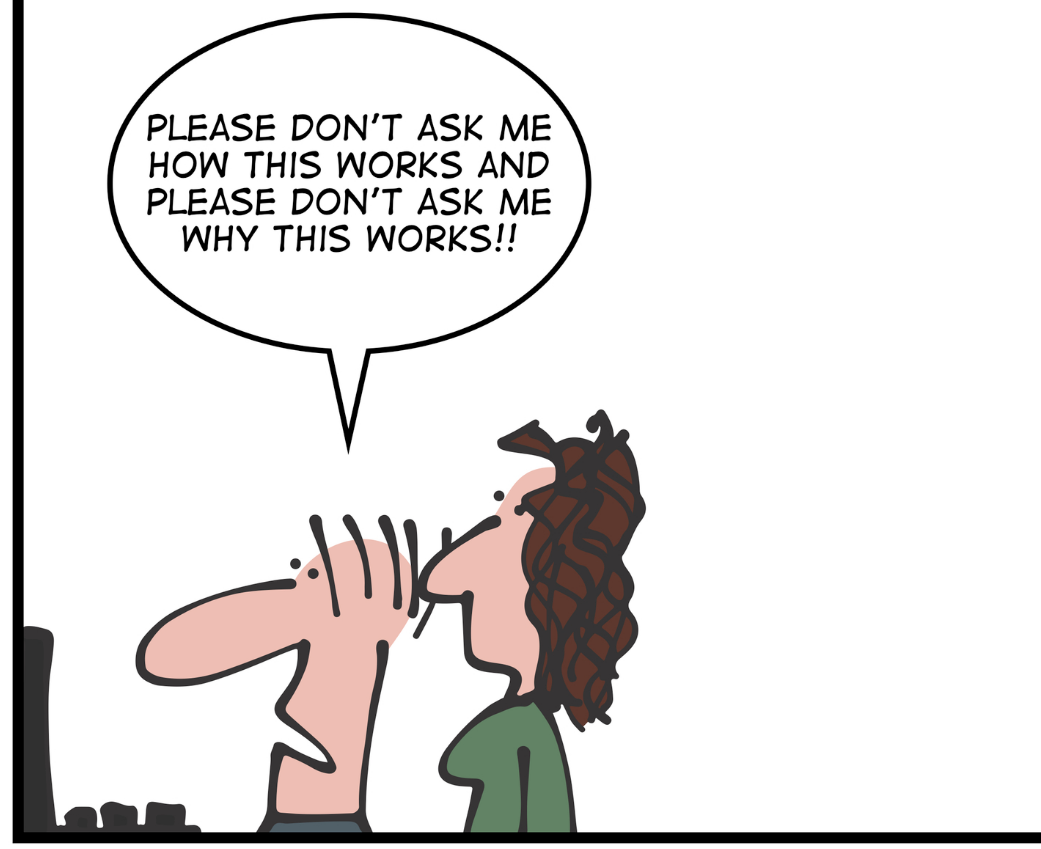 PLEASE DON'T ASK ME
HOW THIS WORKS AND
PLEASE DON'T ASK ME
WHY THIS WORKS!!